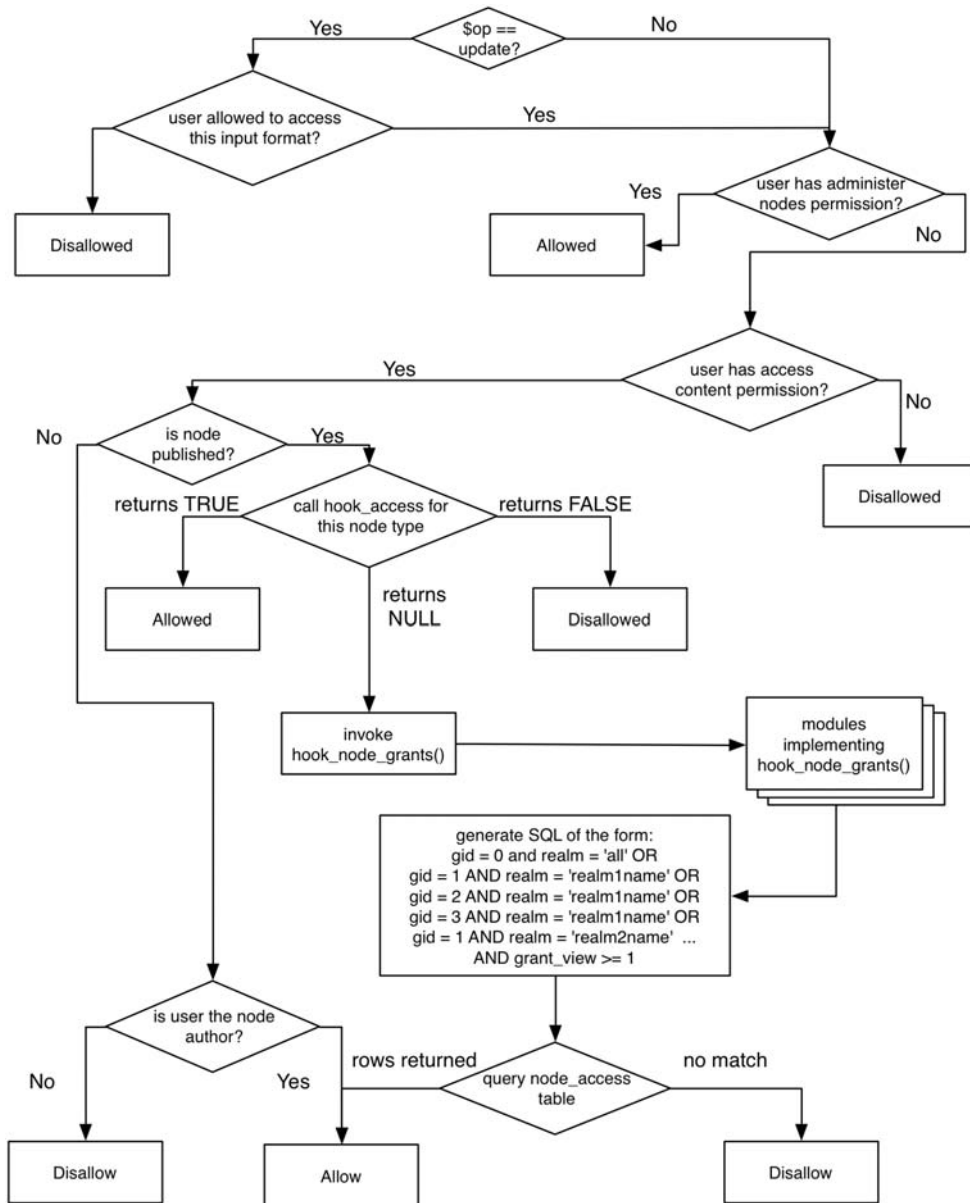 $op ==
update?
Yes
No
user allowed to access
this input format?
Yes
user has administer
nodes permission?
Yes
Disallowed
Allowed
No
user has access
content permission?
Yes
No
No
is node
published?
Yes
Disallowed
returns TRUE
call hook_access for
this node type
returns FALSE
Allowed
returns
NULL
Disallowed
invoke
hook_node_grants()
modules
implementing
hook_node_grants()
generate SQL of the form:
gid = 0 and realm = 'all' OR
gid = 1 AND realm = 'realm1name' OR
gid = 2 AND realm = 'realm1name' OR
gid = 3 AND realm = 'realm1name' OR
gid = 1 AND realm = 'realm2name' ...
AND grant_view >= 1
is user the node
author?
No
Yes
rows returned
query node_access
table
no match
Disallow
Allow
Disallow